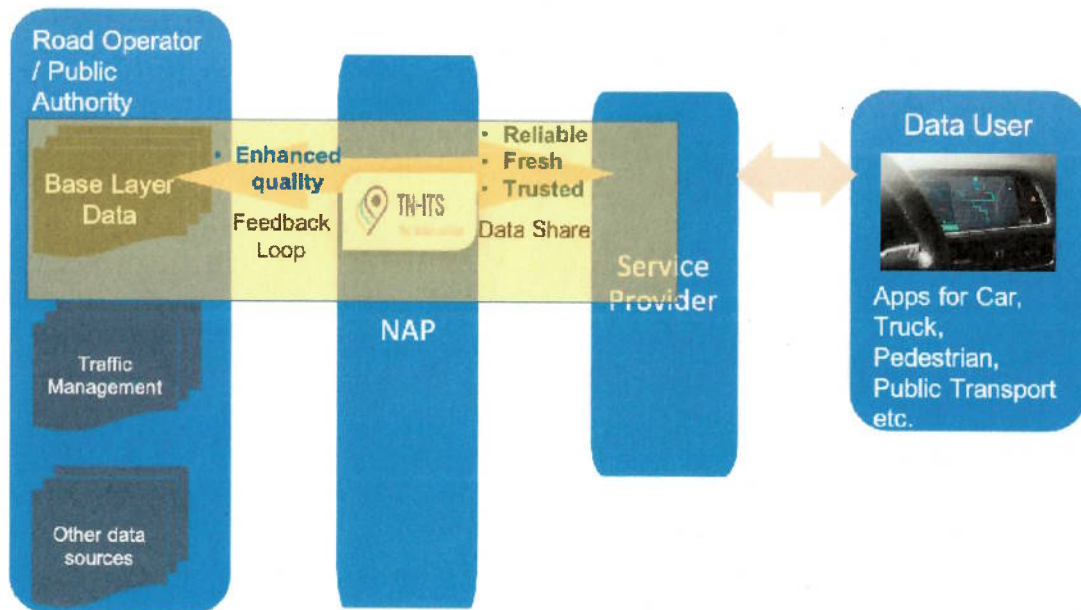 Road Operator
/ Public
Authority
Base Layer
Data
Traffic
Management
Other data
sources
• Enhanced
quality
Feedback
Loop
TN-ITS
NAP
• Reliable
• Fresh
• Trusted
Data Share
Service
Provider
Data User
Apps for Car,
Truck,
Pedestrian,
Public Transport
etc.